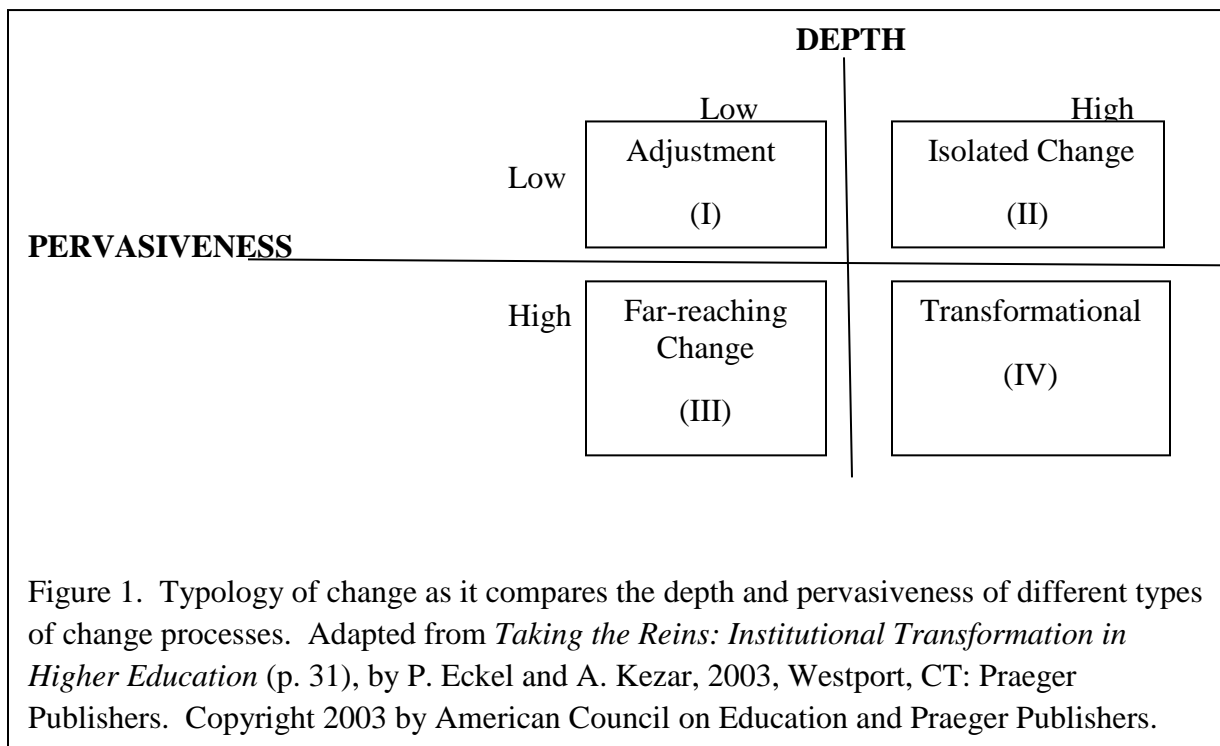 DEPTH
Low High
Adjustment Isolated Change
Low
(I) (II)
PERVASIVENESS
High Far-reaching Transformational
Change
(IV)
(III)
Figure 1.  Typology of change as it compares the depth and pervasiveness of different types
of change processes.  Adapted from Taking the Reins: Institutional Transformation in
Higher Education (p. 31), by P. Eckel and A. Kezar, 2003, Westport, CT: Praeger
Publishers.  Copyright 2003 by American Council on Education and Praeger Publishers.